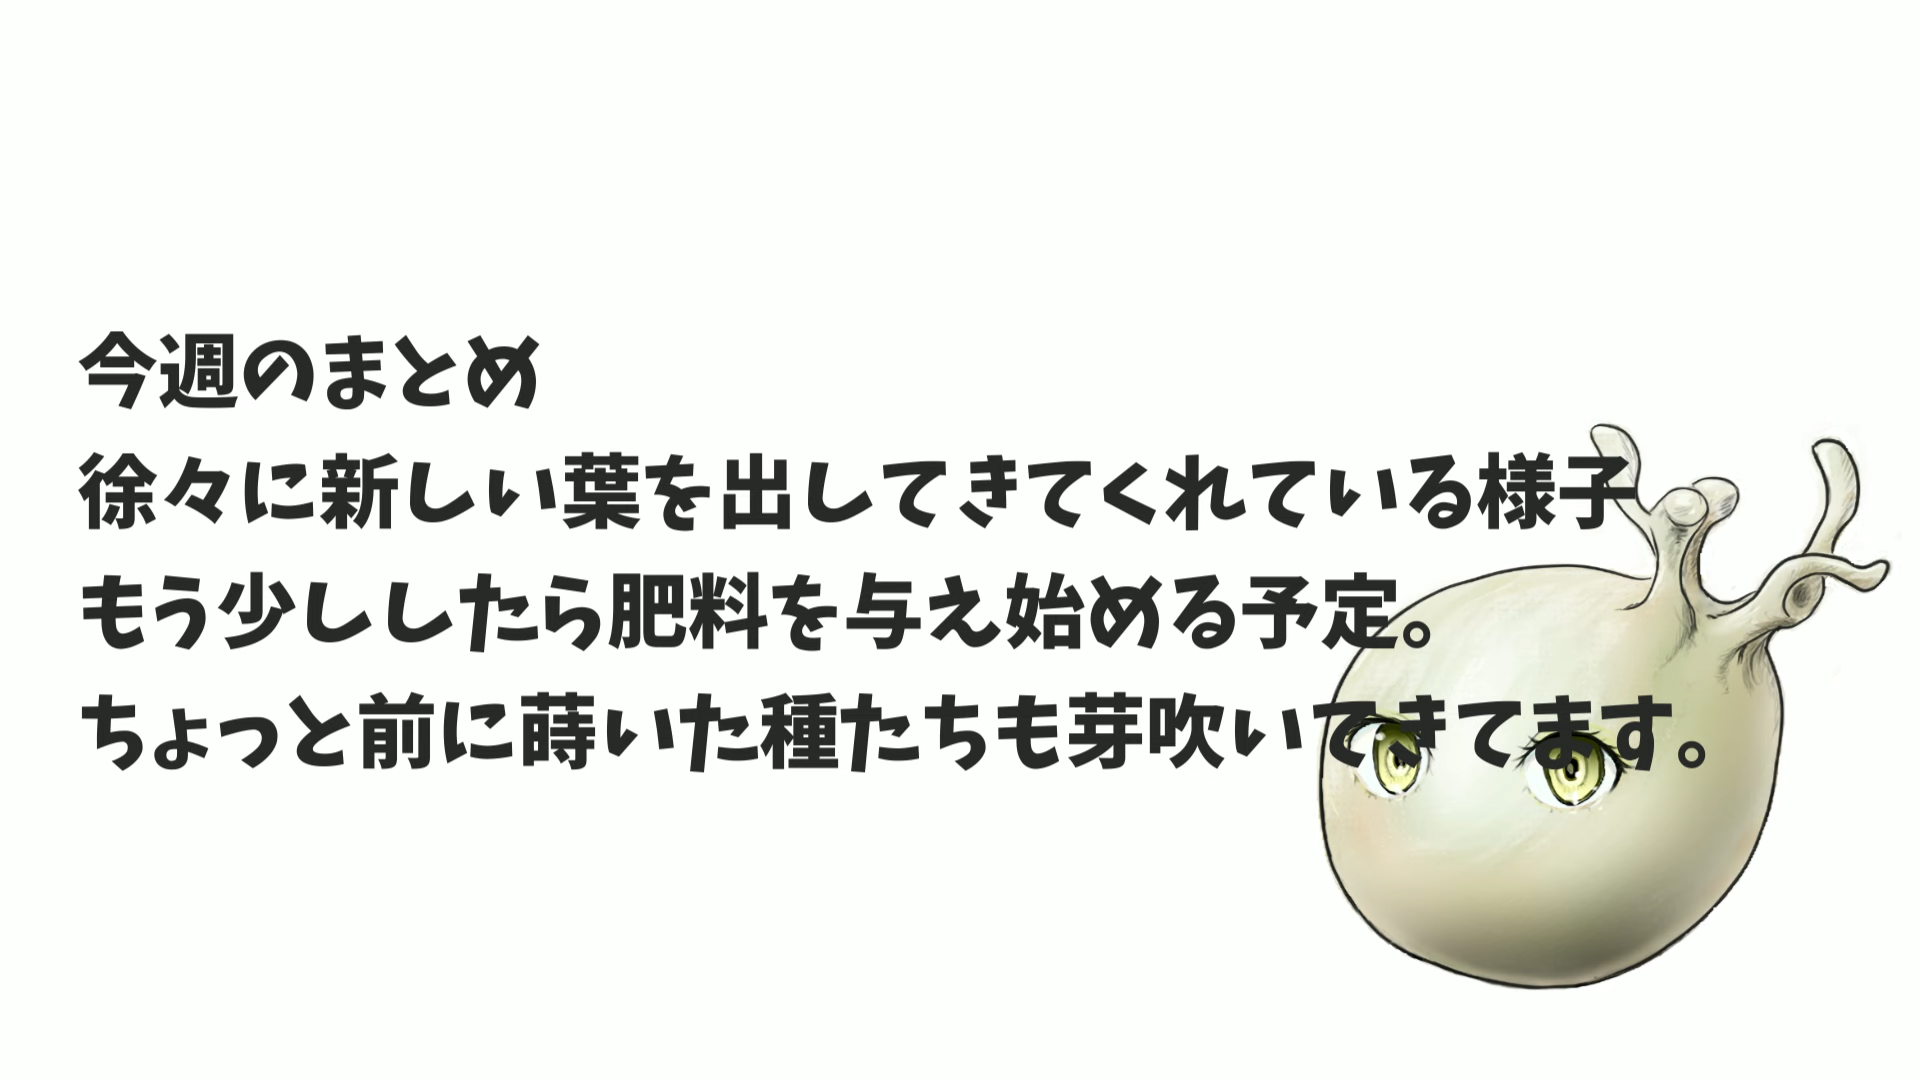 今週のまとめ
徐々に新しい葉を出してきてくれている様子
もう少ししたら肥料を与え始める予定。
ちょっと前に蒔いた種たちも芽吹いてきてます。